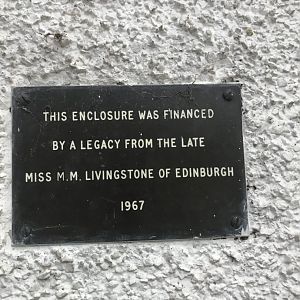 THIS ENCLOSURE WAS FINANCED
BY A LEGACY FROM THE LATE
MISS M.M. LIVINGSTONE OF EDINBURGH
1967